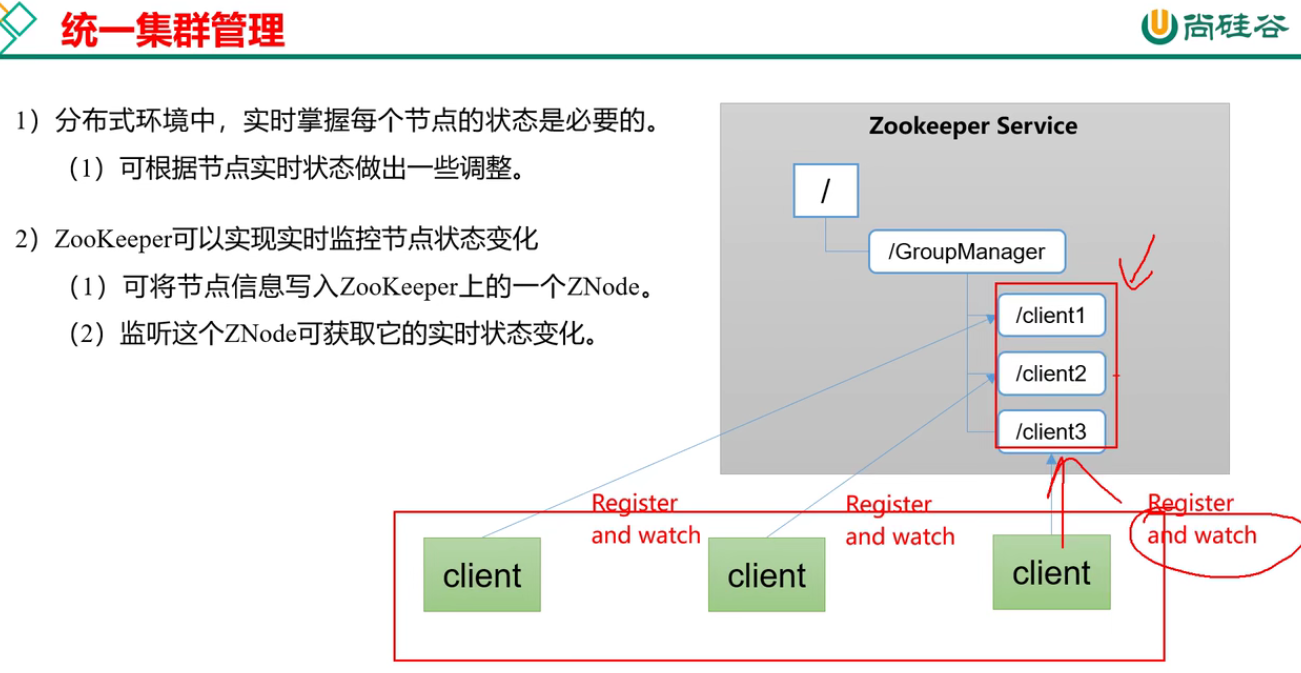 统一集群管理
尚硅谷
1）分布式环境中，实时掌握每个节点的状态是必要的。
（1）可根据节点实时状态做出一些调整。
2）ZooKeeper可以实现实时监控节点状态变化
（1）可将节点信息写入ZooKeeper上的一个ZNode。
（2）监听这个ZNode可获取它的实时状态变化。
Zookeeper Service
/
/GroupManager
/client1
/client2
/client3
Register
and watch
Register
and watch
Register
and watch
client
client
client